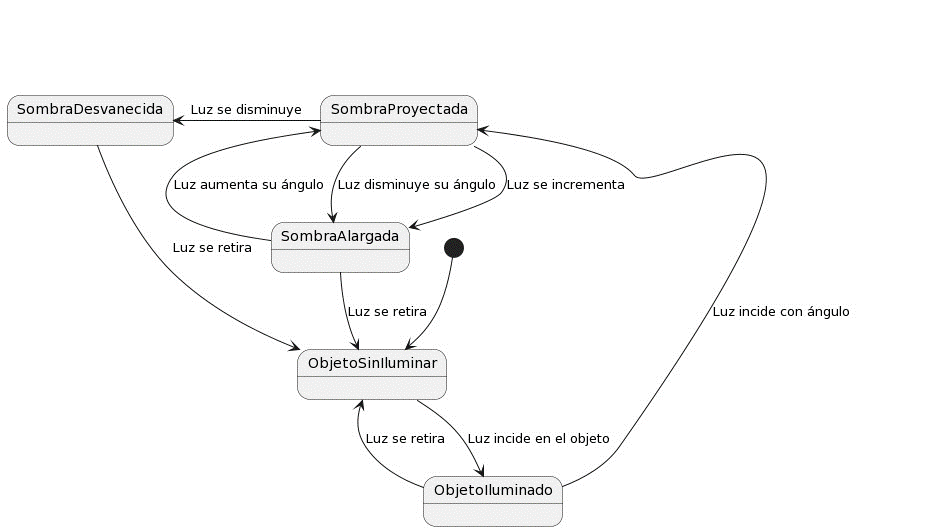 SombraDesvanecida
Luz se disminuye
SombraProyectada
Luz aumenta su ángulo
Luz disminuye su ángulo
Luz se incrementa
SombraAlargada
Luz se retira
Luz se retira
Luz incide con ángulo
ObjetoSinIluminar
Luz se retira
Luz incide en el objeto
ObjetoIluminado